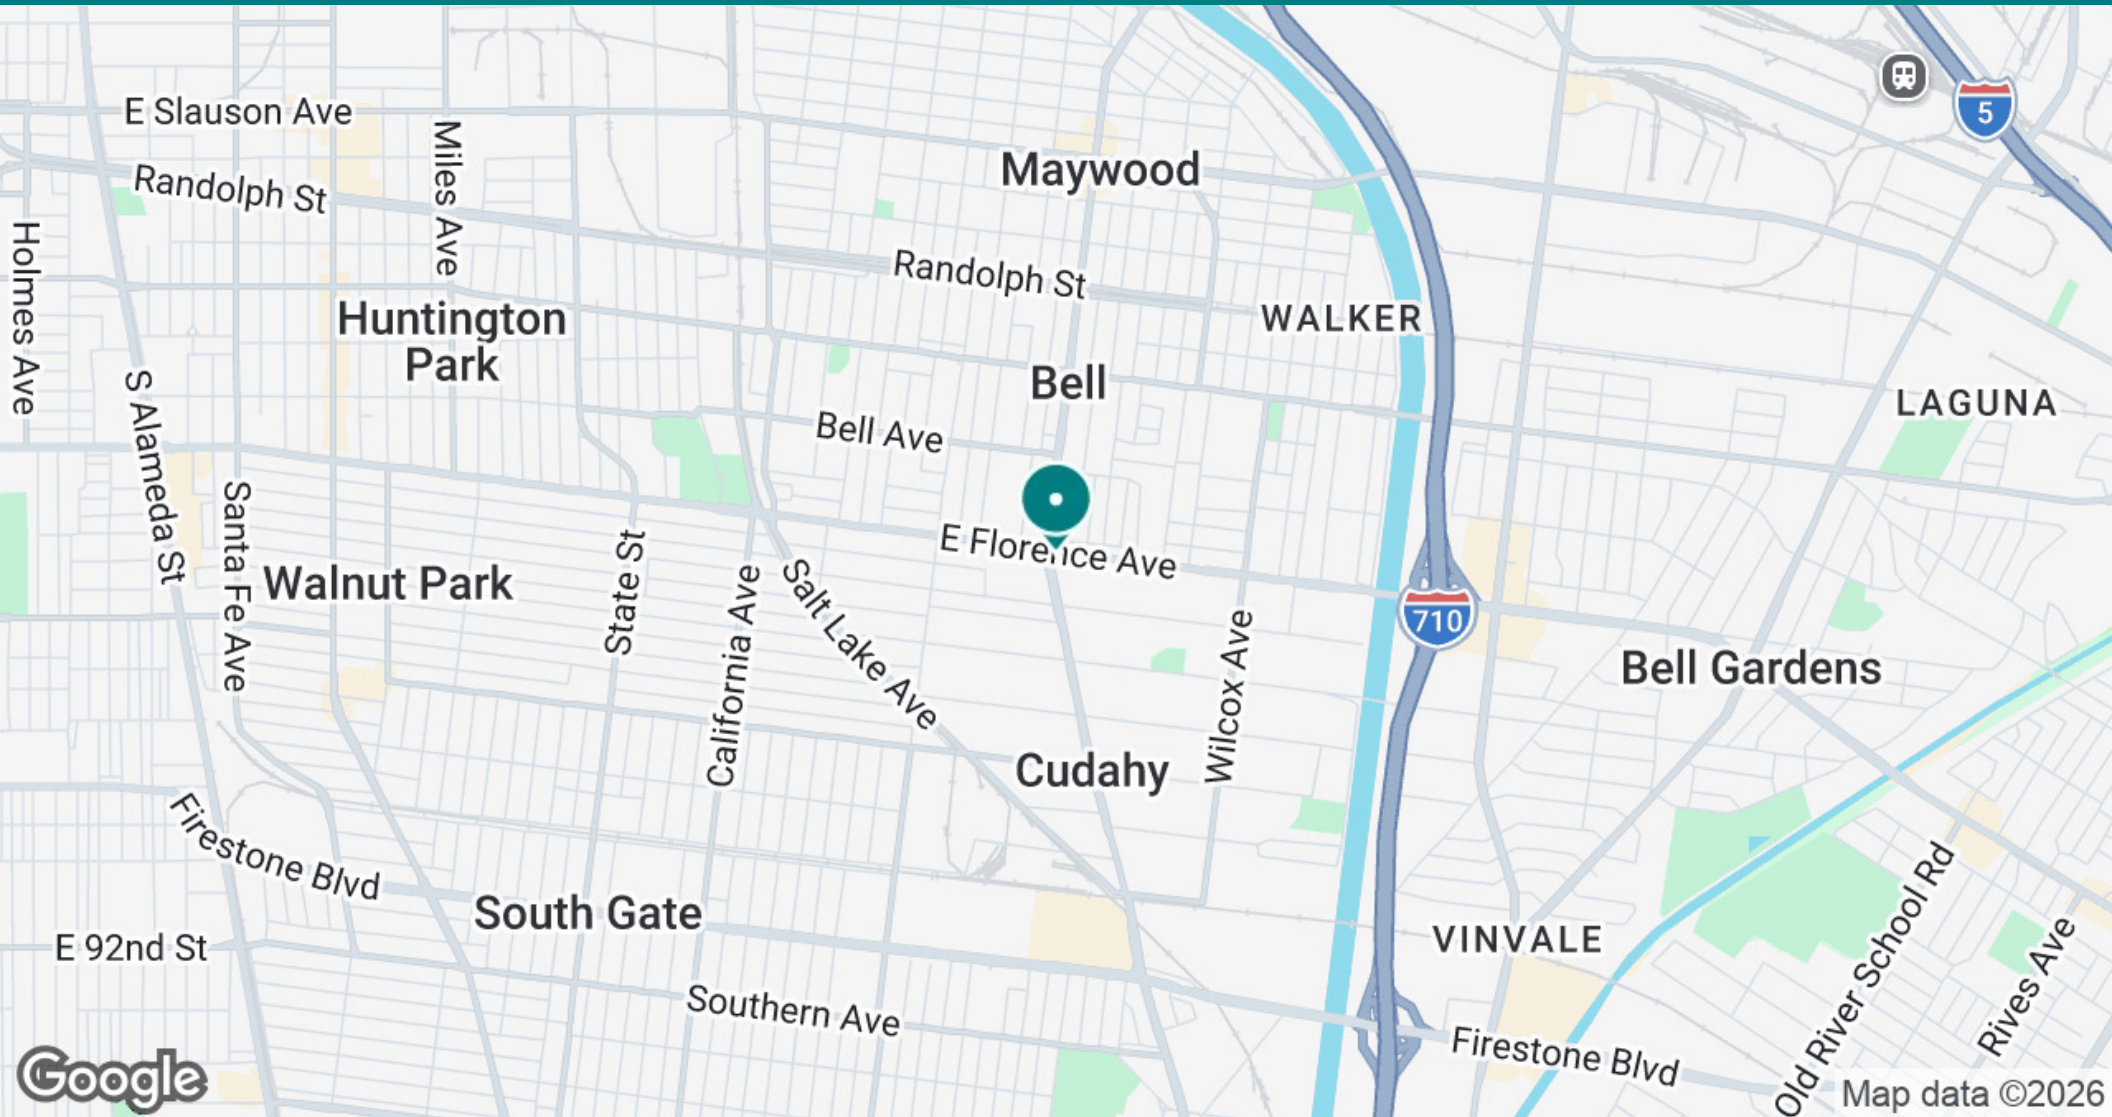 5
E Slauson Ave
Maywood
Miles Ave
Randolph St
Holmes Ave
Randolph St
WALKER
Huntington
Park
Bell
LAGUNA
S Alameda St
Bell Ave
Santa Fe Ave
E Florence Ave
Walnut Park
State St
California Ave
Salt Lake Ave
710
Wilcox Ave
Bell Gardens
Cudahy
Firestone Blvd
South Gate
E 92nd St
VINVALE
Old River School Rd
Rives Ave
Southern Ave
Firestone Blvd
Google
Map data ©2026